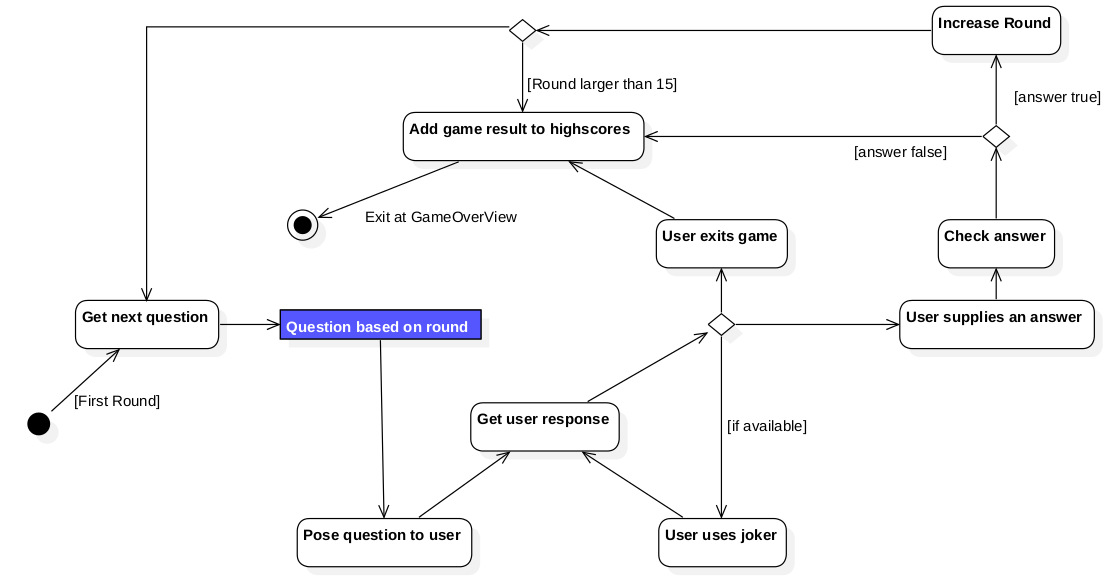 Increase Round
[Round larger than 15]
[answer true]
Add game result to highscores
[answer false]
Exit at GameOverView
User exits game
Check answer
Get next question
Question based on round
User supplies an answer
[First Round]
Get user response
[if available]
Pose question to user
User uses joker